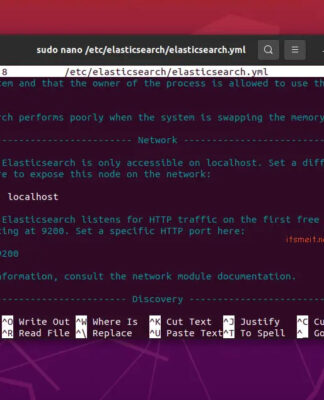 sudo nano /etc/elasticsearch/elasticsearch.yml
8 /etc/elasticsearch/elasticsearch.yml
em and that the owner of the process is allowed to use th
rch performs poorly when the system is swapping the memory
---------------------------------- Network -----------------------------------
Elasticsearch is only accessible on localhost. Set a diff
re to expose this node on the network:
localhost
Elasticsearch listens for HTTP traffic on the first free
ting at 9200. Set a specific HTTP port here:
itsmeit.
9200
nformation, consult the network module documentation.
--------------------------------- Discovery ----------------------------------
^O Write Out ^W Where Is ^K Cut Text ^J Justify ^C Cu
^R Read File ^\ Replace ^U Paste Text ^T To Spell ^_ Go